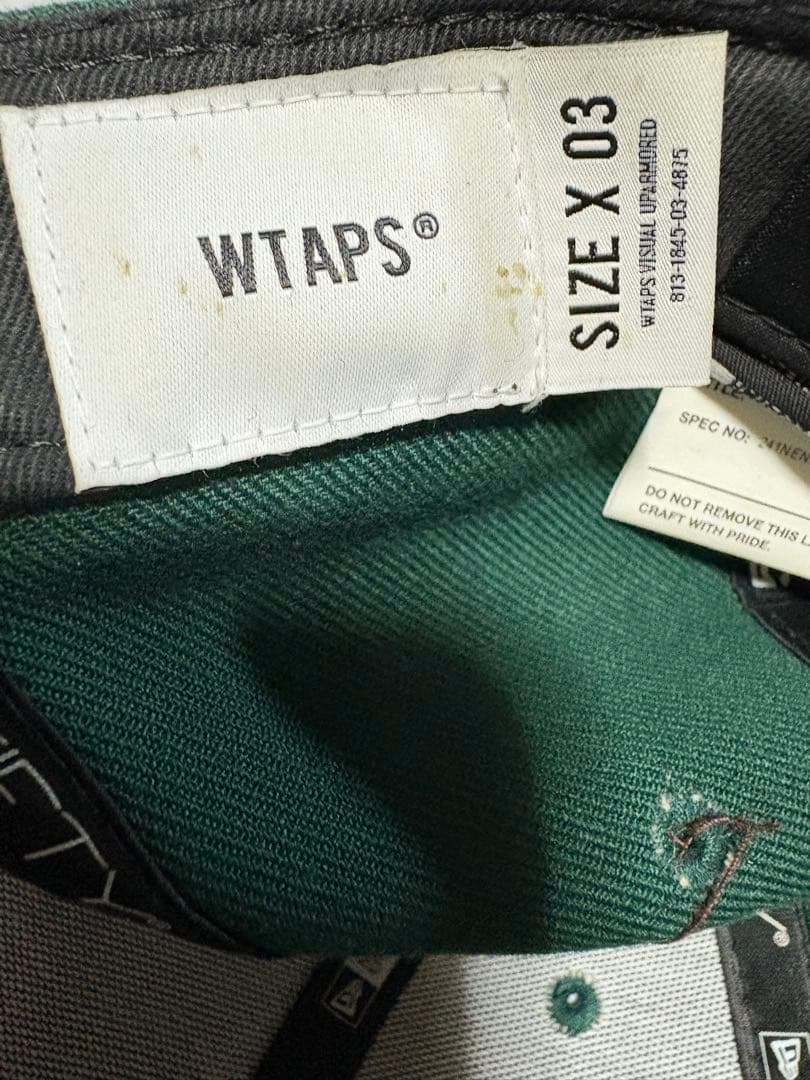 WTAPS®
SIZE X 03
WTAPS VISUAL UPARMORED
813-1845-03-4875
SPEC NO:
DO NOT REMOVE THIS
CRAFT WITH PRIDE.